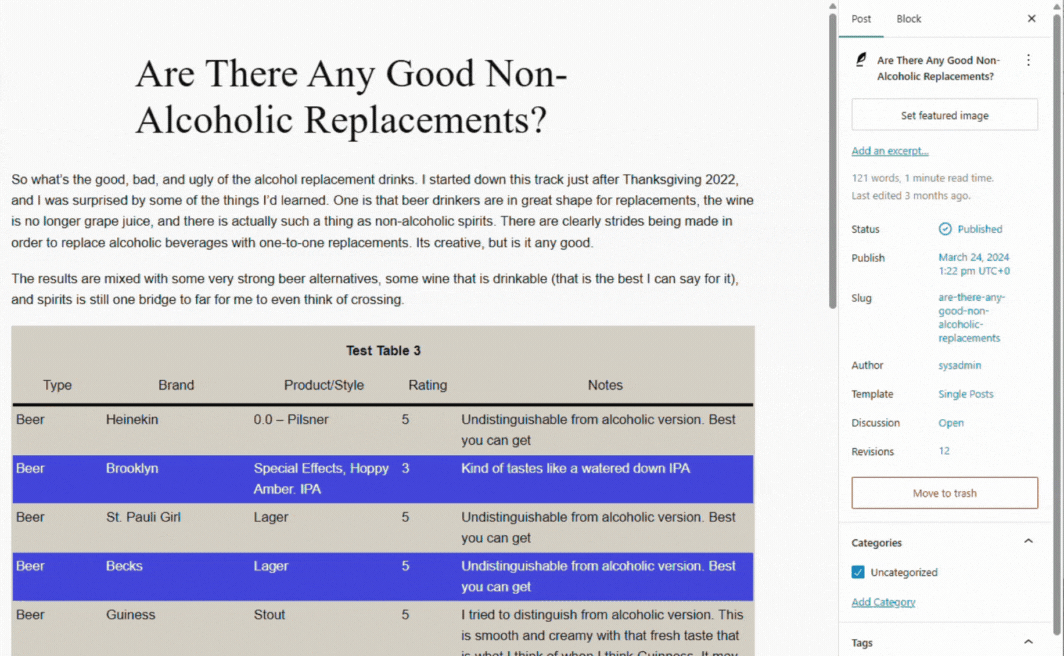 Are There Any Good Non-
Alcoholic Replacements?
So what's the good, bad, and ugly of the alcohol replacement drinks. I started down this track just after Thanksgiving 2022,
and I was surprised by some of the things I'd learned. One is that beer drinkers are in great shape for replacements, the wine
is no longer grape juice, and there is actually such a thing as non-alcoholic spirits. There are clearly strides being made in
order to replace alcoholic beverages with one-to-one replacements. Its creative, but is it any good.
The results are mixed with some very strong beer alternatives, some wine that is drinkable (that is the best I can say for it),
and spirits is still one bridge to far for me to even think of crossing.
Test Table 3
Type Brand Product/Style Rating Notes
Beer Heinekin 0.0 – Pilsner 5 Undistinguishable from alcoholic version. Best
you can get
Beer Brooklyn Special Effects, Hoppy 3 Kind of tastes like a watered down IPA
Amber. IPA
Beer St. Pauli Girl Lager 5 Undistinguishable from alcoholic version. Best
you can get
Beer Becks Lager 5 Undistinguishable from alcoholic version. Best
you can get
Beer Guiness Stout 5 I tried to distinguish from alcoholic version. This
is smooth and creamy with that fresh taste that
is what I think of when I think Guinness. It may
Post Block
Are There Any Good Non-
Alcoholic Replacements?
Set featured image
Add an excerpt...
121 words, 1 minute read time.
Last edited 3 months ago.
Status Published
Publish March 24, 2024
1:22 pm UTC+0
Slug are-there-any-
good-non-
alcoholic-
replacements
Author sysadmin
Template Single Posts
Discussion Open
Revisions 12
Move to trash
Categories
Uncategorized
Add Category
Tags